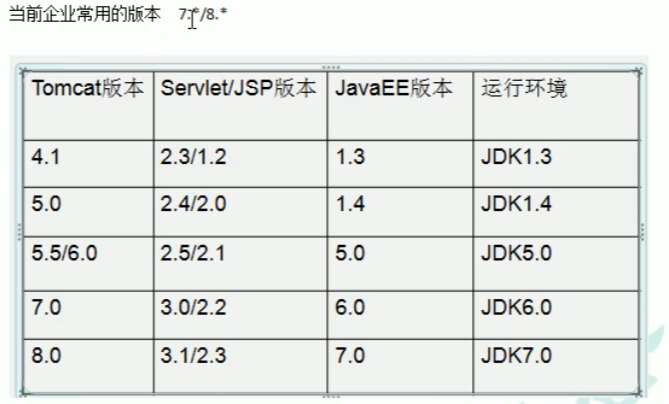 当前企业常用的版本 7.*/8.*
Tomcat版本 Servlet/JSP版本 JavaEE版本 运行环境
4.1 2.3/1.2 1.3 JDK1.3
5.0 2.4/2.0 1.4 JDK1.4
5.5/6.0 2.5/2.1 5.0 JDK5.0
7.0 3.0/2.2 6.0 JDK6.0
8.0 3.1/2.3 7.0 JDK7.0